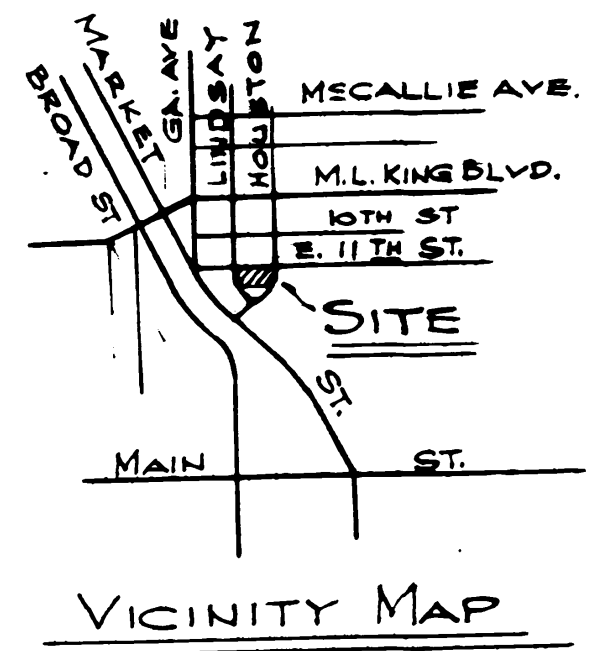 BROAD ST
MARKET
GA. AVE
LINDSAY
HOUSTON
MCCALLIE AVE.
M.L. KING BLVD.
10TH ST
E. 11TH ST.
SITE
ST.
MAIN ST.
VICINITY MAP